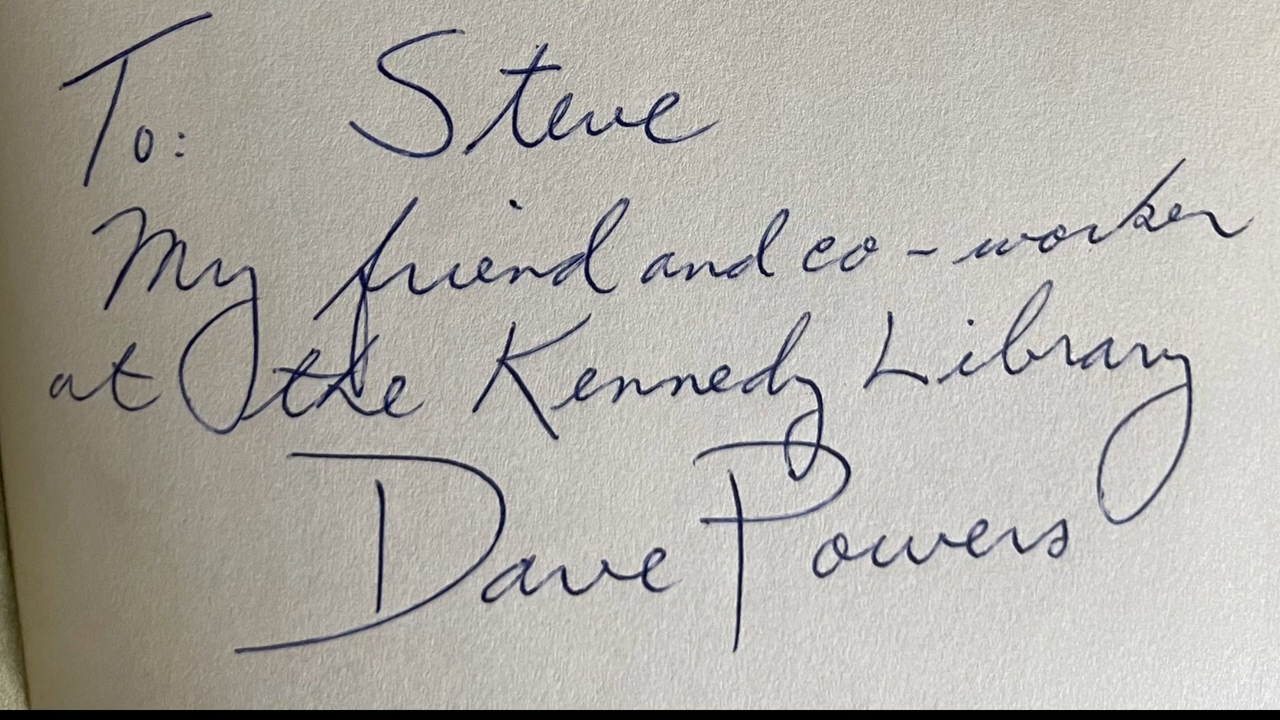 To: Steve
My friend and co-worker
at the Kennedy Library
Dave Powers